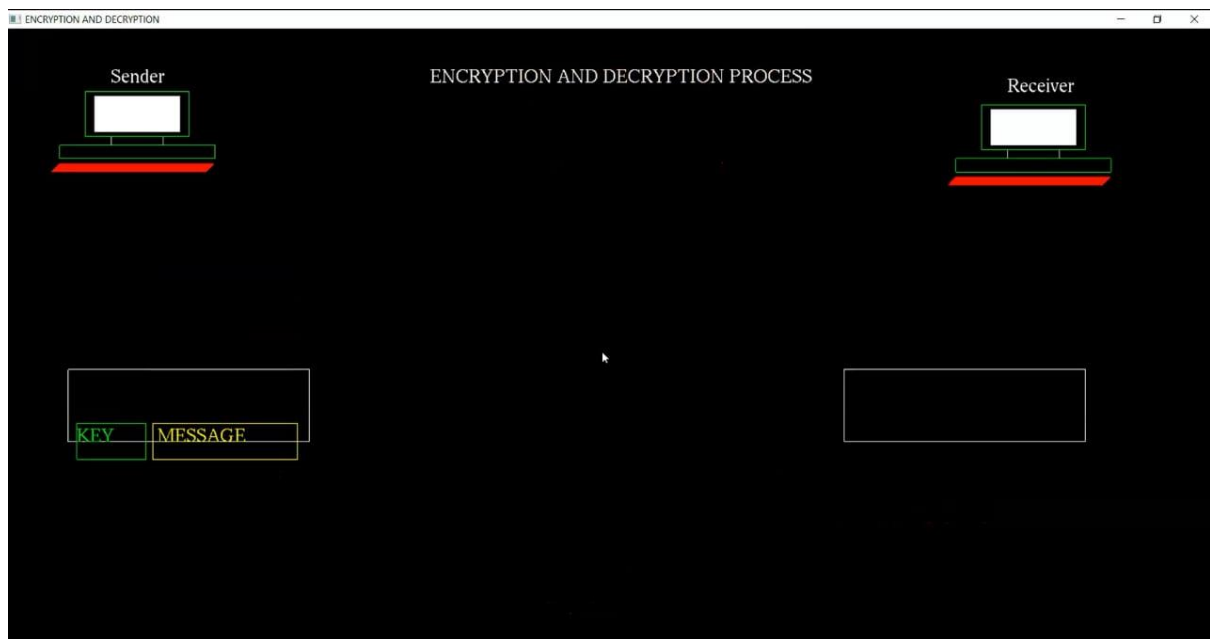 ENCRYPTION AND DECRYPTION
Sender
ENCRYPTION AND DECRYPTION PROCESS
Receiver
KEY
MESSAGE